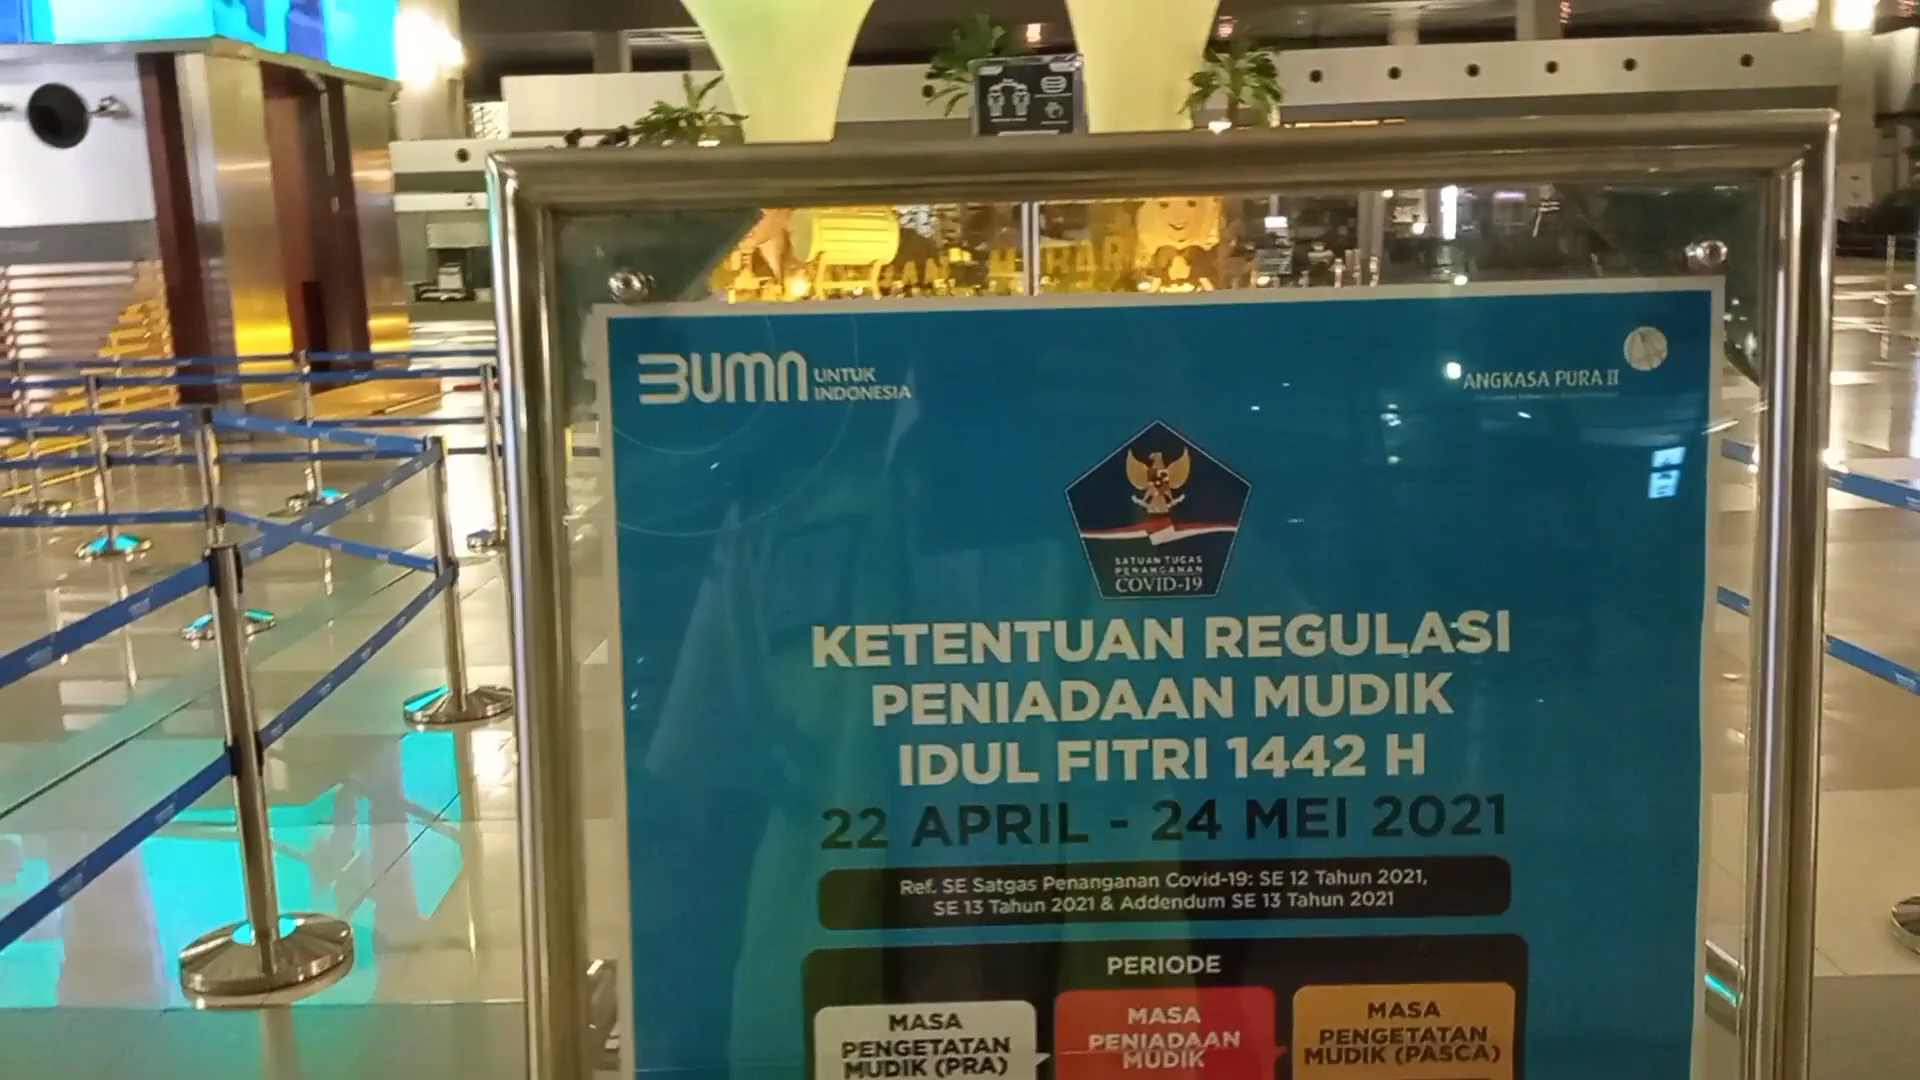 BUMN UNTUK
INDONESIA
ANGKASA PURA II
SATUAN TUGAS
PENANGANAN
COVID-19
KETENTUAN REGULASI
PENIADAAN MUDIK
IDUL FITRI 1442 H
22 APRIL - 24 MEI 2021
Ref. SE Satgas Penanganan Covid-19: SE 12 Tahun 2021,
SE 13 Tahun 2021 & Addendum SE 13 Tahun 2021
PERIODE
MASA
PENGETATAN
MUDIK (PRA)
MASA
PENIADAAN
MUDIK
MASA
PENGETATAN
MUDIK (PASCA)